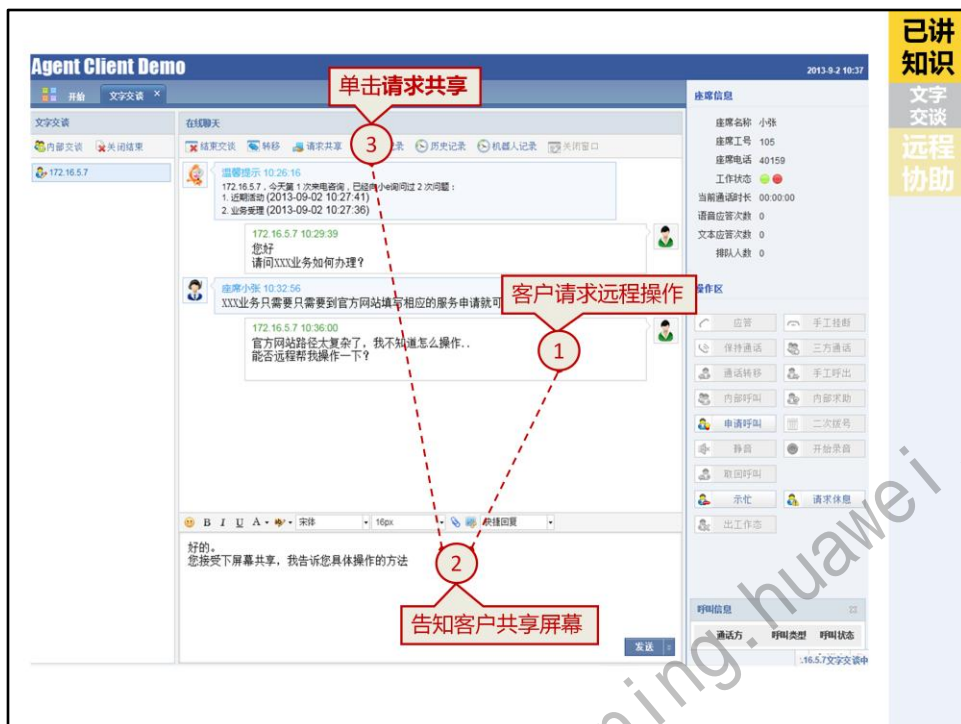 已讲
知识
文字
交谈
远程
协助
Agent Client Demo
2013-9-2 10:37
开始
文字交谈 ×
单击请求共享
3
文字交谈
内部交谈
关闭结束
172.16.5.7
在线聊天
结束交谈
转移
请求共享
录
历史记录
机器人记录
关闭窗口
温馨提示 10:26:16
172.16.5.7，今天第 1 次来电咨询，已经向小e询问过 2 次问题：
1. 近期活动 (2013-09-02 10:27:41)
2. 业务受理 (2013-09-02 10:27:36)
172.16.5.7 10:29:39
您好
请问XXX业务如何办理？
座席小张 10:32:56
XXX业务只需要只需要到官方网站填写相应的服务申请就可
172.16.5.7 10:36:00
官方网站路径太复杂了，我不知道怎么操作..
能否远程帮我操作一下？
客户请求远程操作
1
B I U A
宋体
16px
快捷回复
好的。
您接受下屏幕共享，我告诉您具体操作的方法
2
告知客户共享屏幕
发送
座席信息
座席名称 小张
座席工号 105
座席电话 40159
工作状态
当前通话时长 00:00:00
语音应答次数 0
文本应答次数 0
排队人数 0
操作区
应答
手工挂断
保持通话
三方通话
通话转移
手工呼出
内部呼叫
内部求助
申请呼叫
二次拨号
静音
开始录音
取回呼叫
示忙
请求休息
出工作态
呼叫信息
通话方 呼叫类型 呼叫状态
.16.5.7文字交谈中
ning.huawei